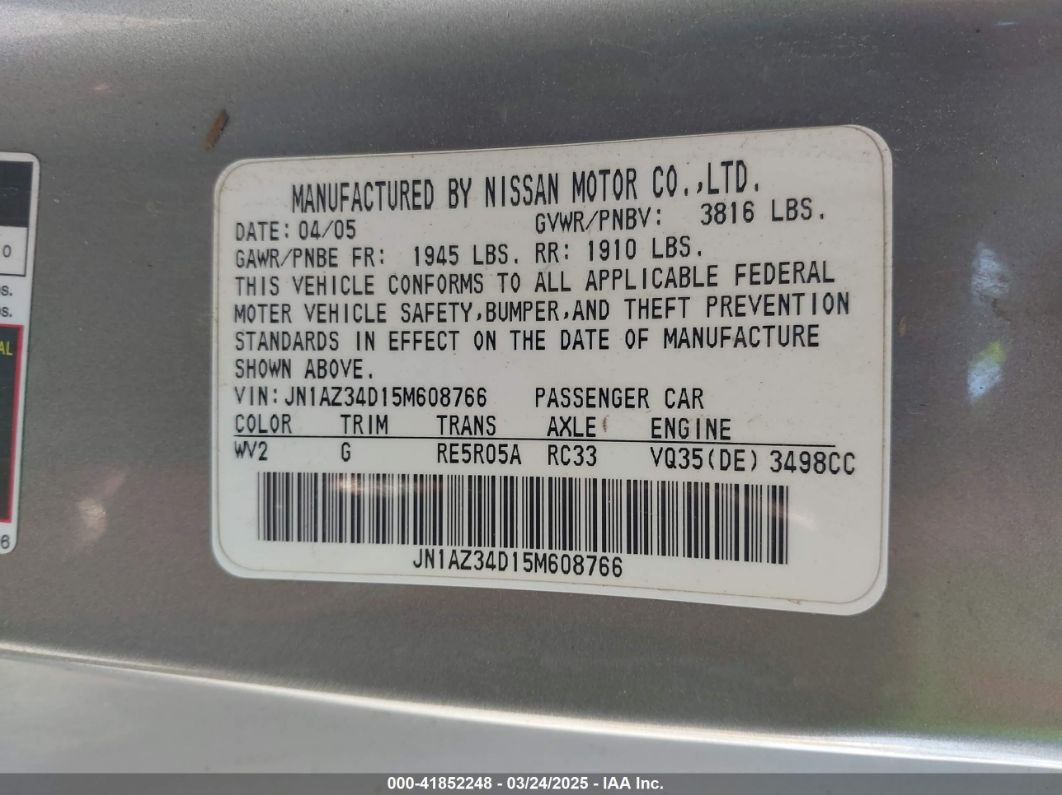 MANUFACTURED BY NISSAN MOTOR CO.,LTD.
DATE: 04/05 GVWR/PNBV: 3816 LBS.
GAWR/PNBE FR: 1945 LBS. RR: 1910 LBS.
THIS VEHICLE CONFORMS TO ALL APPLICABLE FEDERAL
MOTER VEHICLE SAFETY,BUMPER,AND THEFT PREVENTION
STANDARDS IN EFFECT ON THE DATE OF MANUFACTURE
SHOWN ABOVE.
VIN: JN1AZ34D15M608766 PASSENGER CAR
COLOR TRIM TRANS AXLE ENGINE
WV2 G RE5R05A RC33 VQ35(DE) 3498CC
JN1AZ34D15M608766
000-41852248 - 03/24/2025 - IAA Inc.